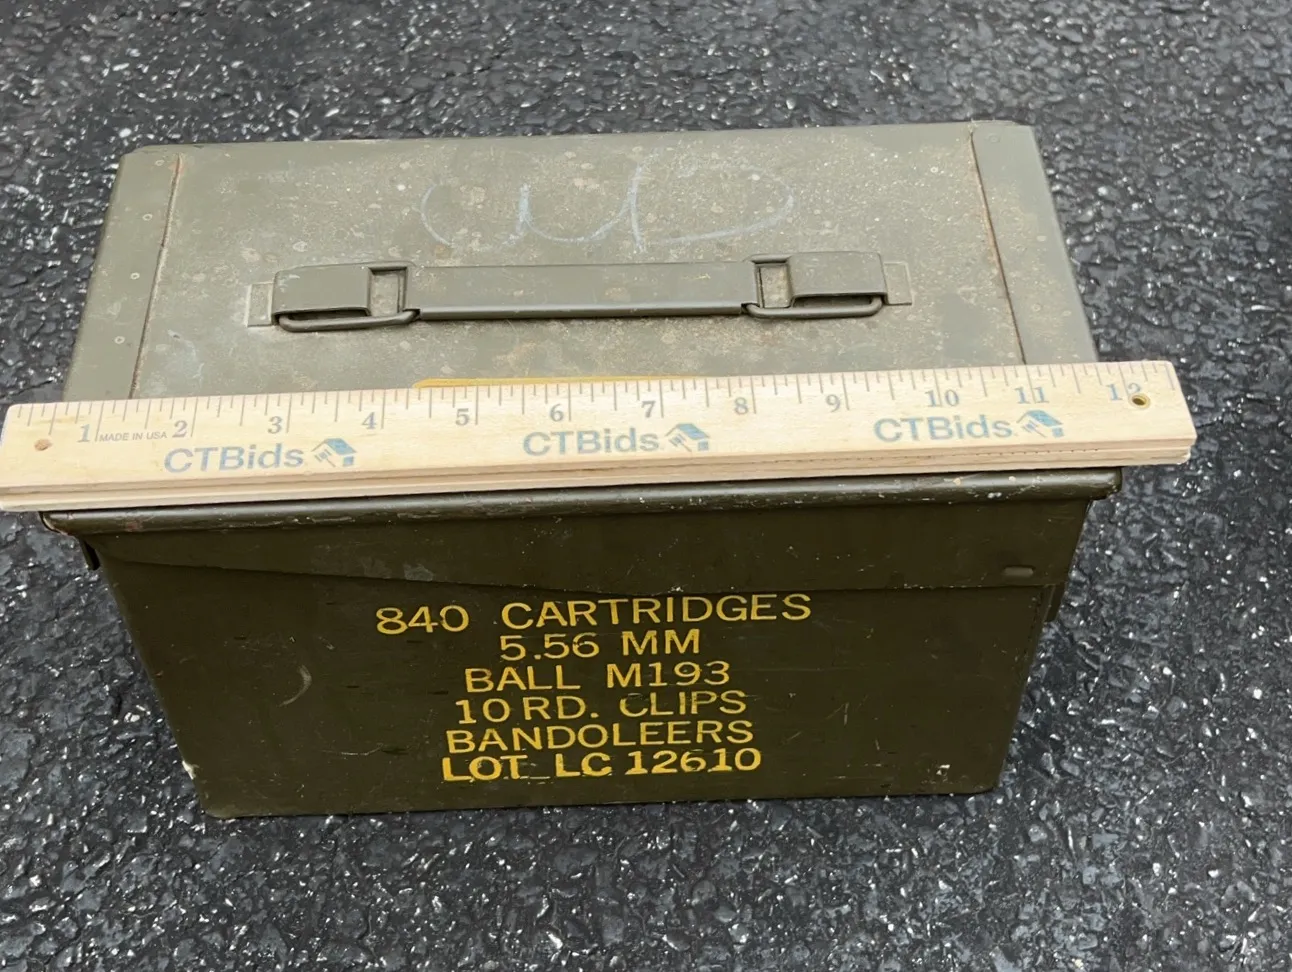 1 MADE IN USA 2 3 4 5 6 7 8 9 10 11 12
CTBids CTBids CTBids
840 CARTRIDGES
5.56 MM
BALL M193
10 RD. CLIPS
BANDOLEERS
LOT LC 12610